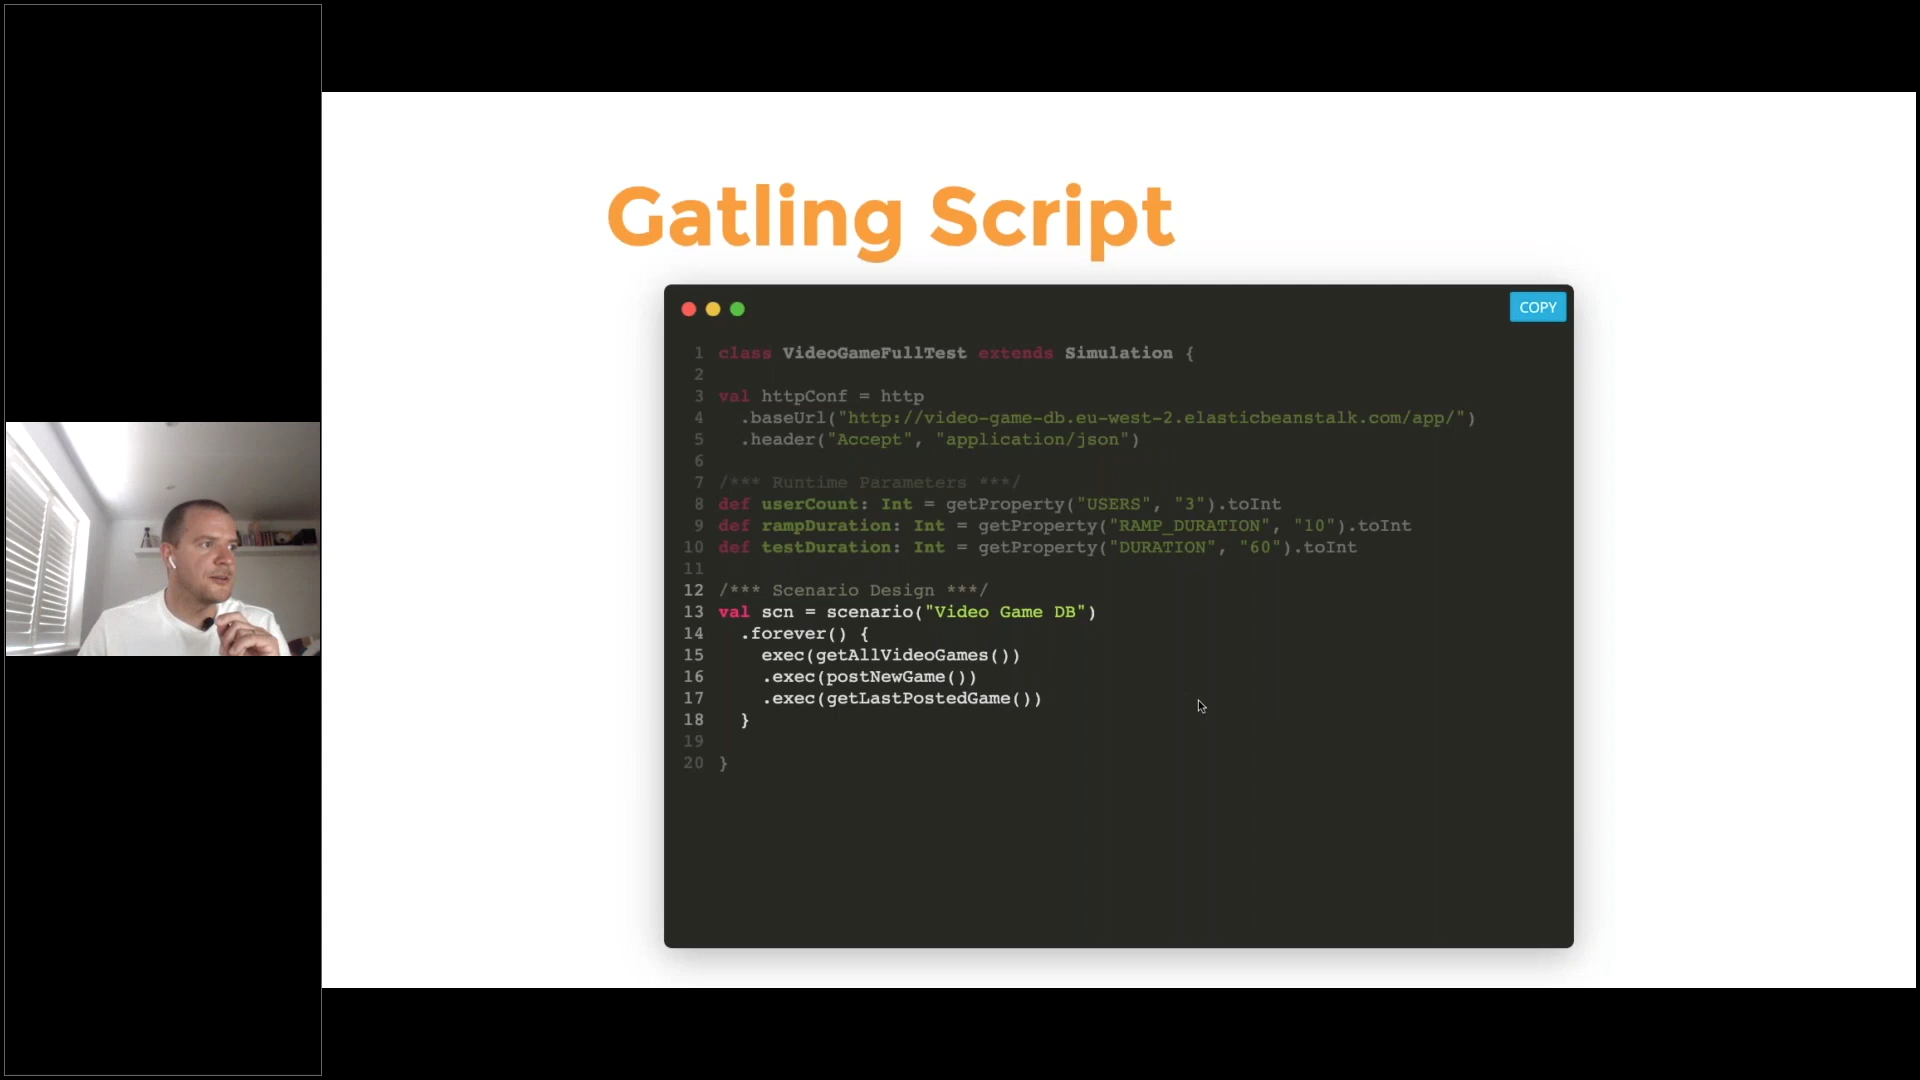 Gatling Script
COPY
1 class VideoGameFullTest extends Simulation {
2
3 val httpConf = http
4   .baseUrl("http://video-game-db.eu-west-2.elasticbeanstalk.com/app/")
5   .header("Accept", "application/json")
6
7 /*** Runtime Parameters ***/
8 def userCount: Int = getProperty("USERS", "3").toInt
9 def rampDuration: Int = getProperty("RAMP_DURATION", "10").toInt
10 def testDuration: Int = getProperty("DURATION", "60").toInt
11
12 /*** Scenario Design ***/
13 val scn = scenario("Video Game DB")
14   .forever() {
15     exec(getAllVideoGames())
16     .exec(postNewGame())
17     .exec(getLastPostedGame())
18   }
19
20 }